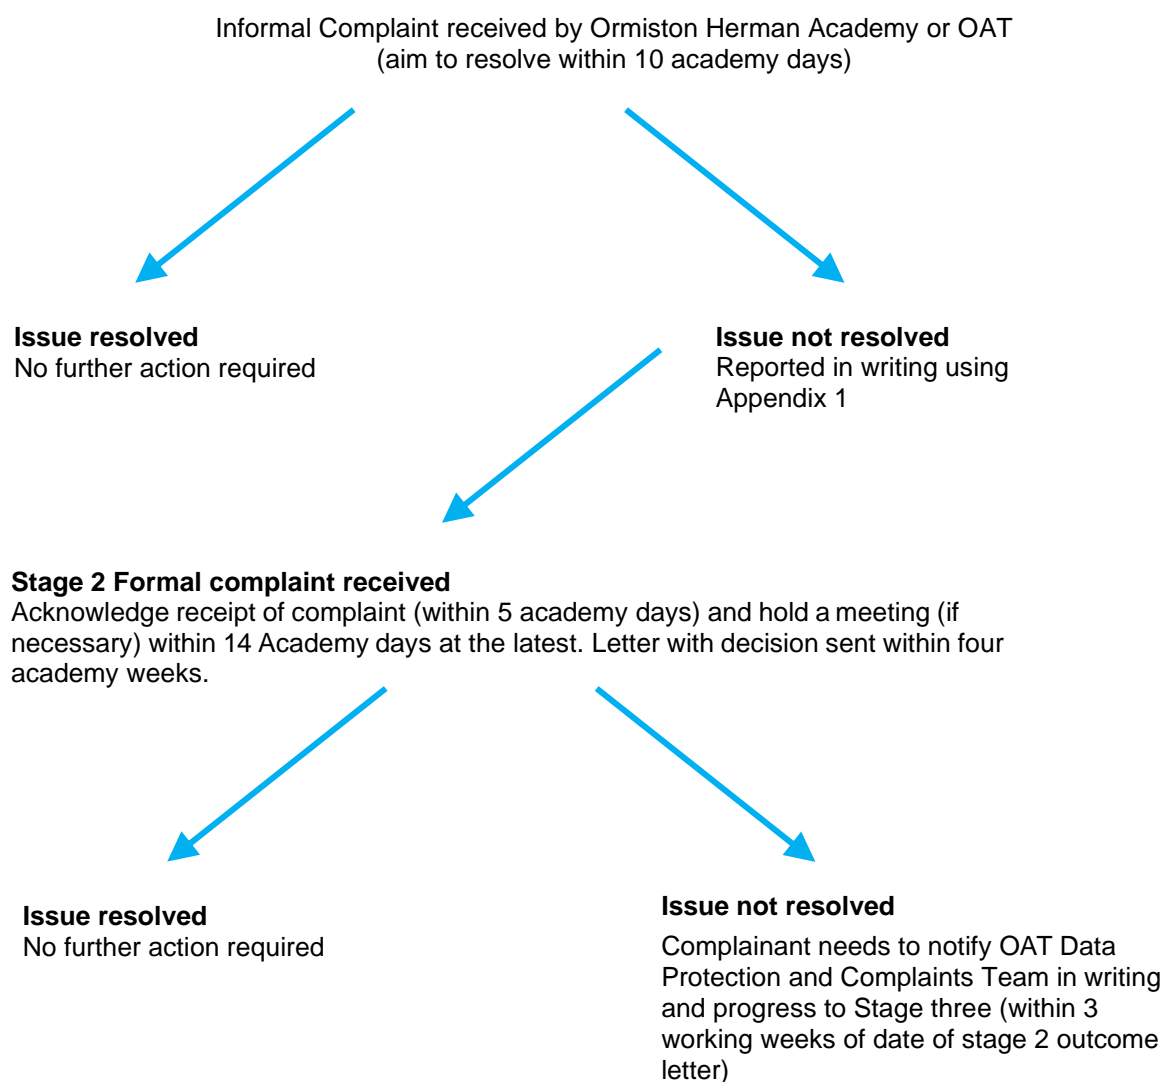 Informal Complaint received by Ormiston Herman Academy or OAT
(aim to resolve within 10 academy days)
Issue resolved
No further action required
Issue not resolved
Reported in writing using
Appendix 1
Stage 2 Formal complaint received
Acknowledge receipt of complaint (within 5 academy days) and hold a meeting (if
necessary) within 14 Academy days at the latest. Letter with decision sent within four
academy weeks.
Issue resolved
No further action required
Issue not resolved
Complainant needs to notify OAT Data
Protection and Complaints Team in writing
and progress to Stage three (within 3
working weeks of date of stage 2 outcome
letter)